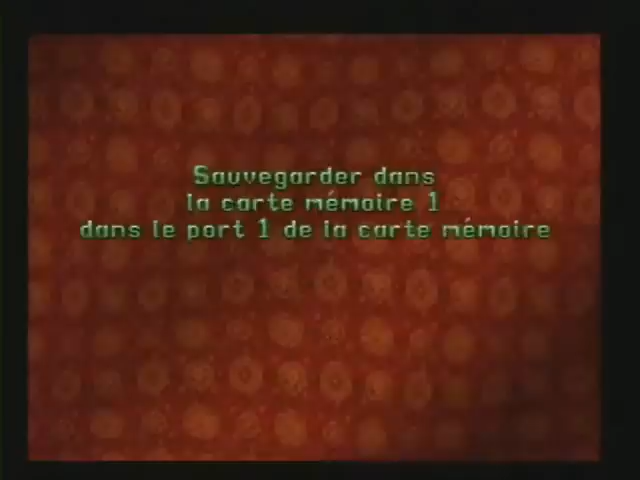 Sauvegarder dans
la carte mémoire 1
dans le port 1 de la carte mémoire